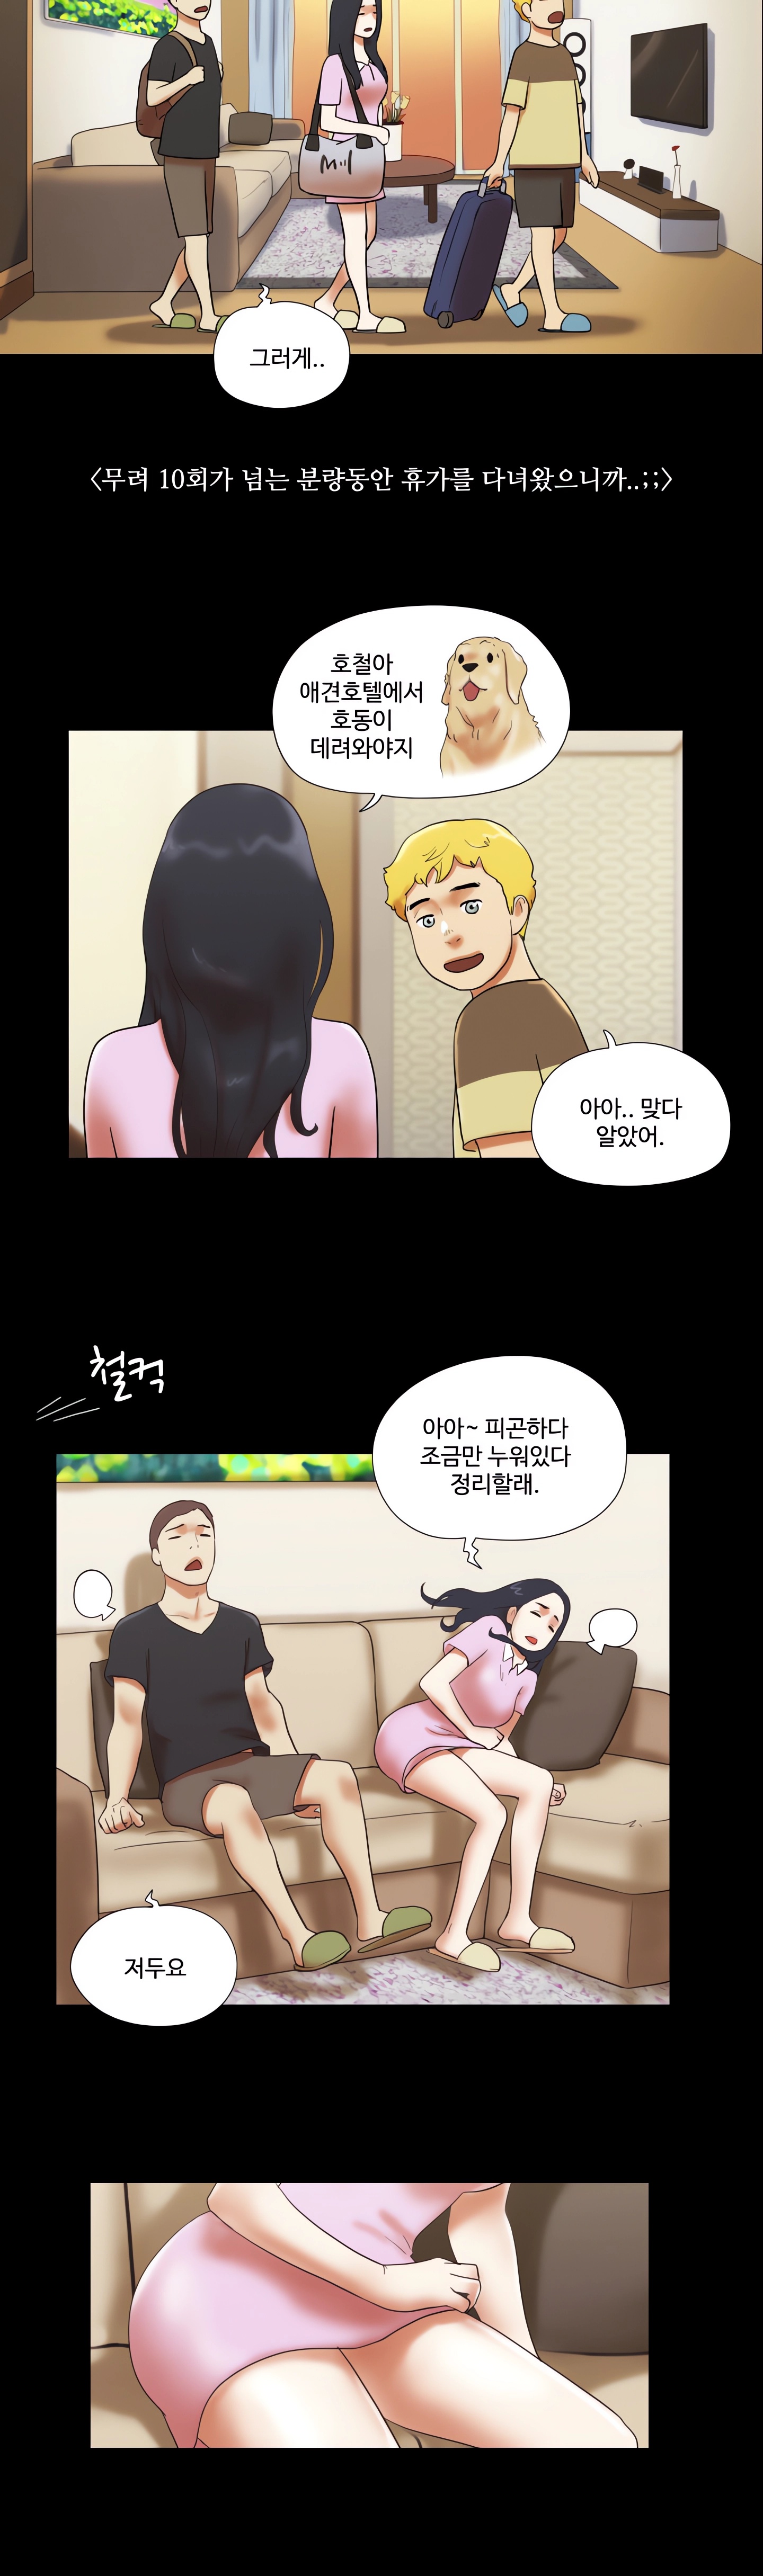 그러게..
<무려 10회가 넘는 분량동안 휴가를 다녀왔으니까..;;>
호철아
애견호텔에서
호동이
데려와야지
아아.. 맞다
알았어.
철컥
아아~ 피곤하다
조금만 누워있다
정리할래.
저두요